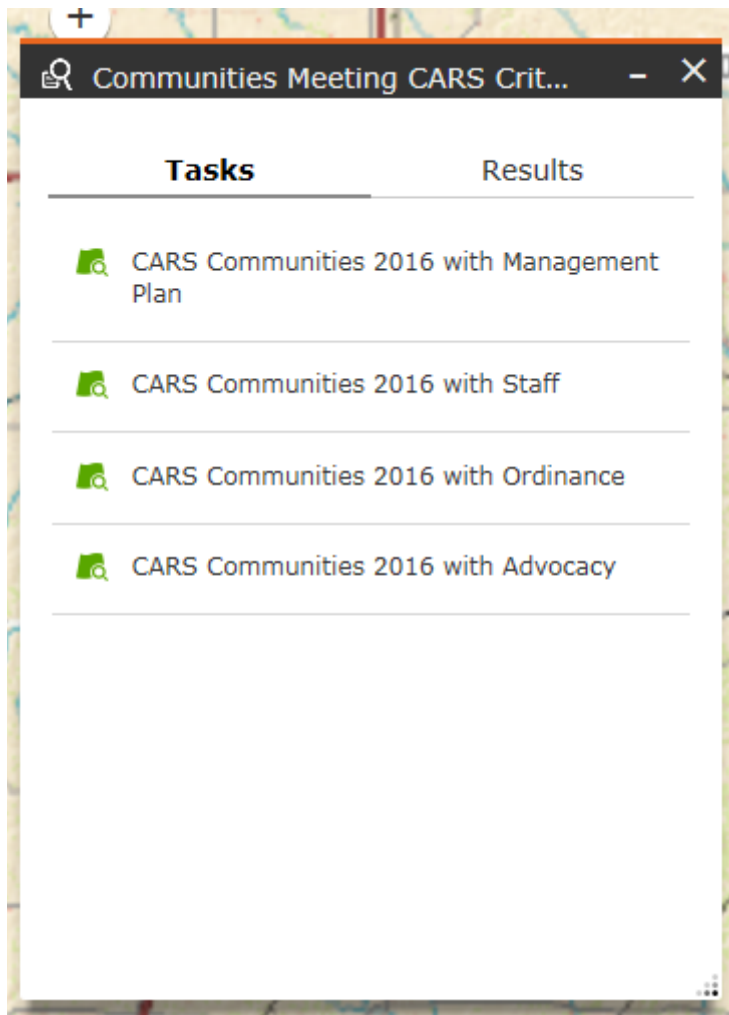 +
Communities Meeting CARS Crit...
Tasks
Results
CARS Communities 2016 with Management
Plan
CARS Communities 2016 with Staff
CARS Communities 2016 with Ordinance
CARS Communities 2016 with Advocacy